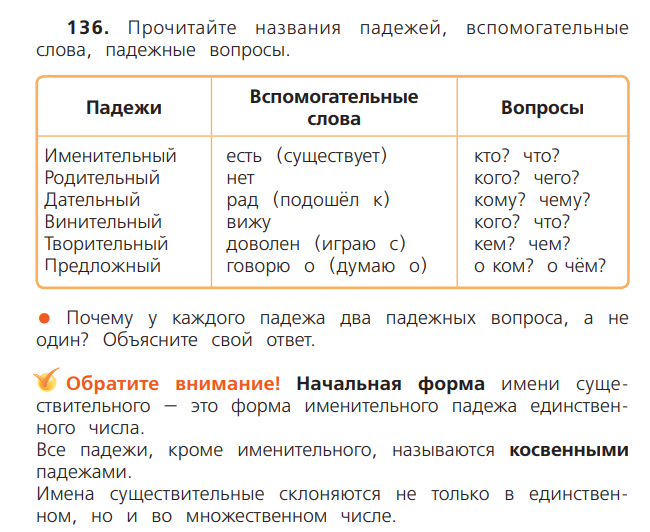 136. Прочитайте названия падежей, вспомогательные
слова, падежные вопросы.
Падежи Вспомогательные слова Вопросы
Именительный есть (существует) кто? что?
Родительный нет кого? чего?
Дательный рад (подошёл к) кому? чему?
Винительный вижу кого? что?
Творительный доволен (играю с) кем? чем?
Предложный говорю о (думаю о) о ком? о чём?
● Почему у каждого падежа два падежных вопроса, а не
один? Объясните свой ответ.
Обратите внимание! Начальная форма имени суще-
ствительного — это форма именительного падежа единствен-
ного числа.
Все падежи, кроме именительного, называются косвенными
падежами.
Имена существительные склоняются не только в единствен-
ном, но и во множественном числе.